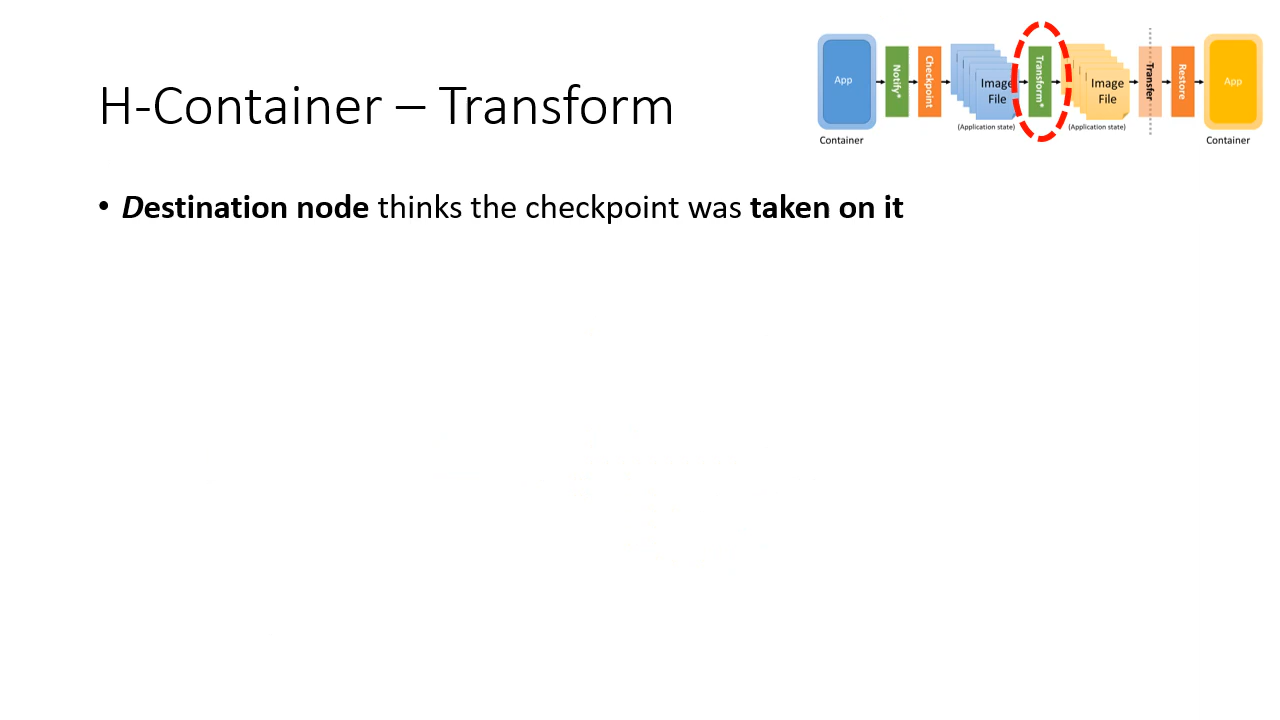 H-Container – Transform
• Destination node thinks the checkpoint was taken on it
App
Container
Notify*
Checkpoint
Image
File
(Application state)
Transform*
Image
File
(Application state)
Transfer
Restore
App
Container